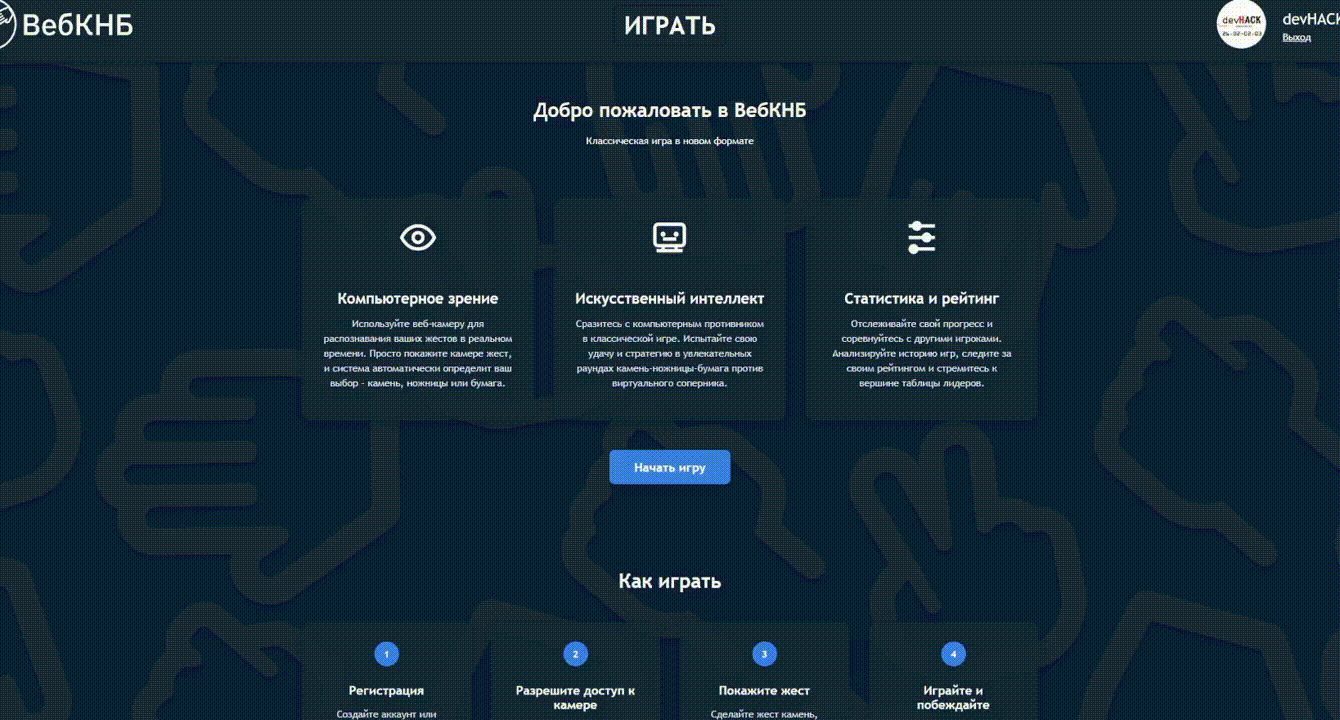 ВебКНБ
ИГРАТЬ
devHACK
24-02-02-03
devHACK
Выход
Добро пожаловать в ВебКНБ
Классическая игра в новом формате
Компьютерное зрение
Используйте веб-камеру для
распознавания ваших жестов в реальном
времени. Просто покажите камере жест,
и система автоматически определит ваш
выбор - камень, ножницы или бумага.
Искусственный интеллект
Сразитесь с компьютерным противником
в классической игре. Испытайте свою
удачу и стратегию в увлекательных
раундах камень-ножницы-бумага против
виртуального соперника.
Статистика и рейтинг
Отслеживайте свой прогресс и
соревнуйтесь с другими игроками.
Анализируйте историю игр, следите за
своим рейтингом и стремитесь к
вершине таблицы лидеров.
Начать игру
Как играть
1
Регистрация
Создайте аккаунт или
2
Разрешите доступ к
камере
3
Покажите жест
Сделайте жест камень,
4
Играйте и
побеждайте